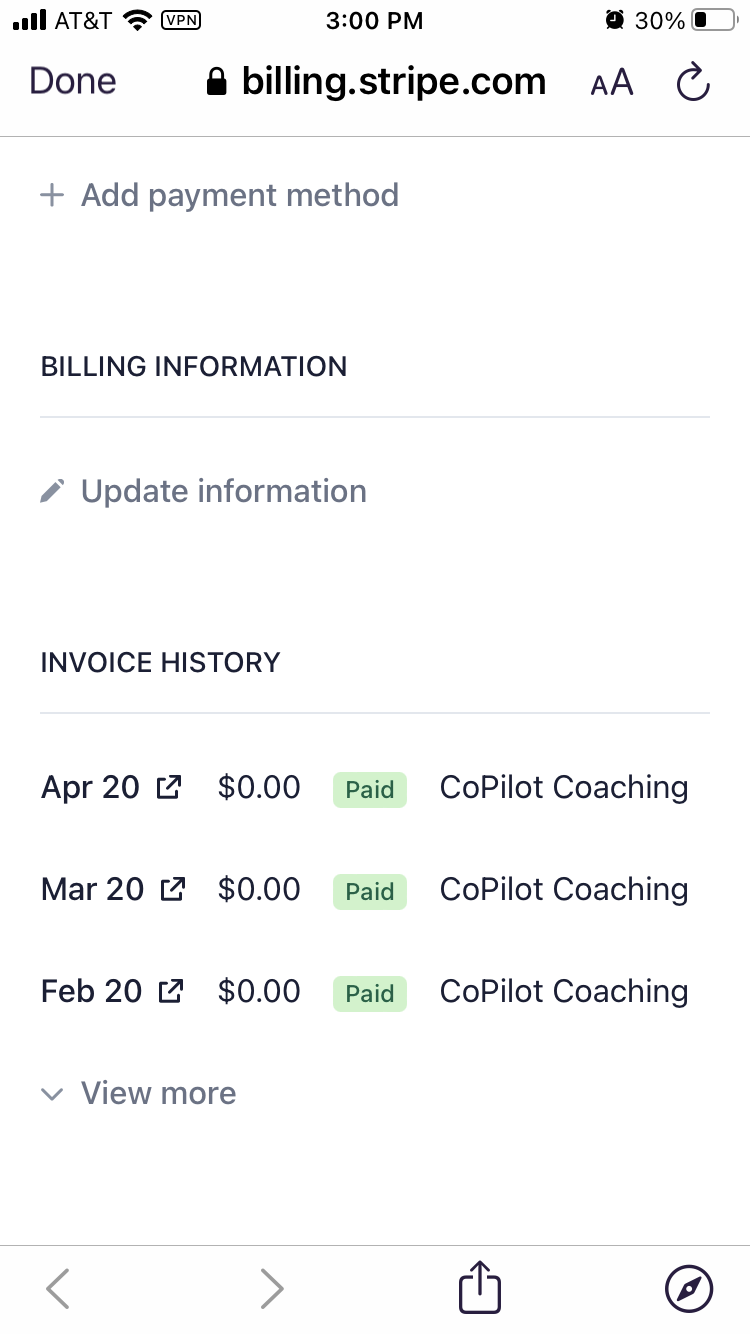 AT&T VPN 3:00 PM 30%
Done billing.stripe.com AA
+ Add payment method
BILLING INFORMATION
Update information
INVOICE HISTORY
Apr 20 $0.00 Paid CoPilot Coaching
Mar 20 $0.00 Paid CoPilot Coaching
Feb 20 $0.00 Paid CoPilot Coaching
View more